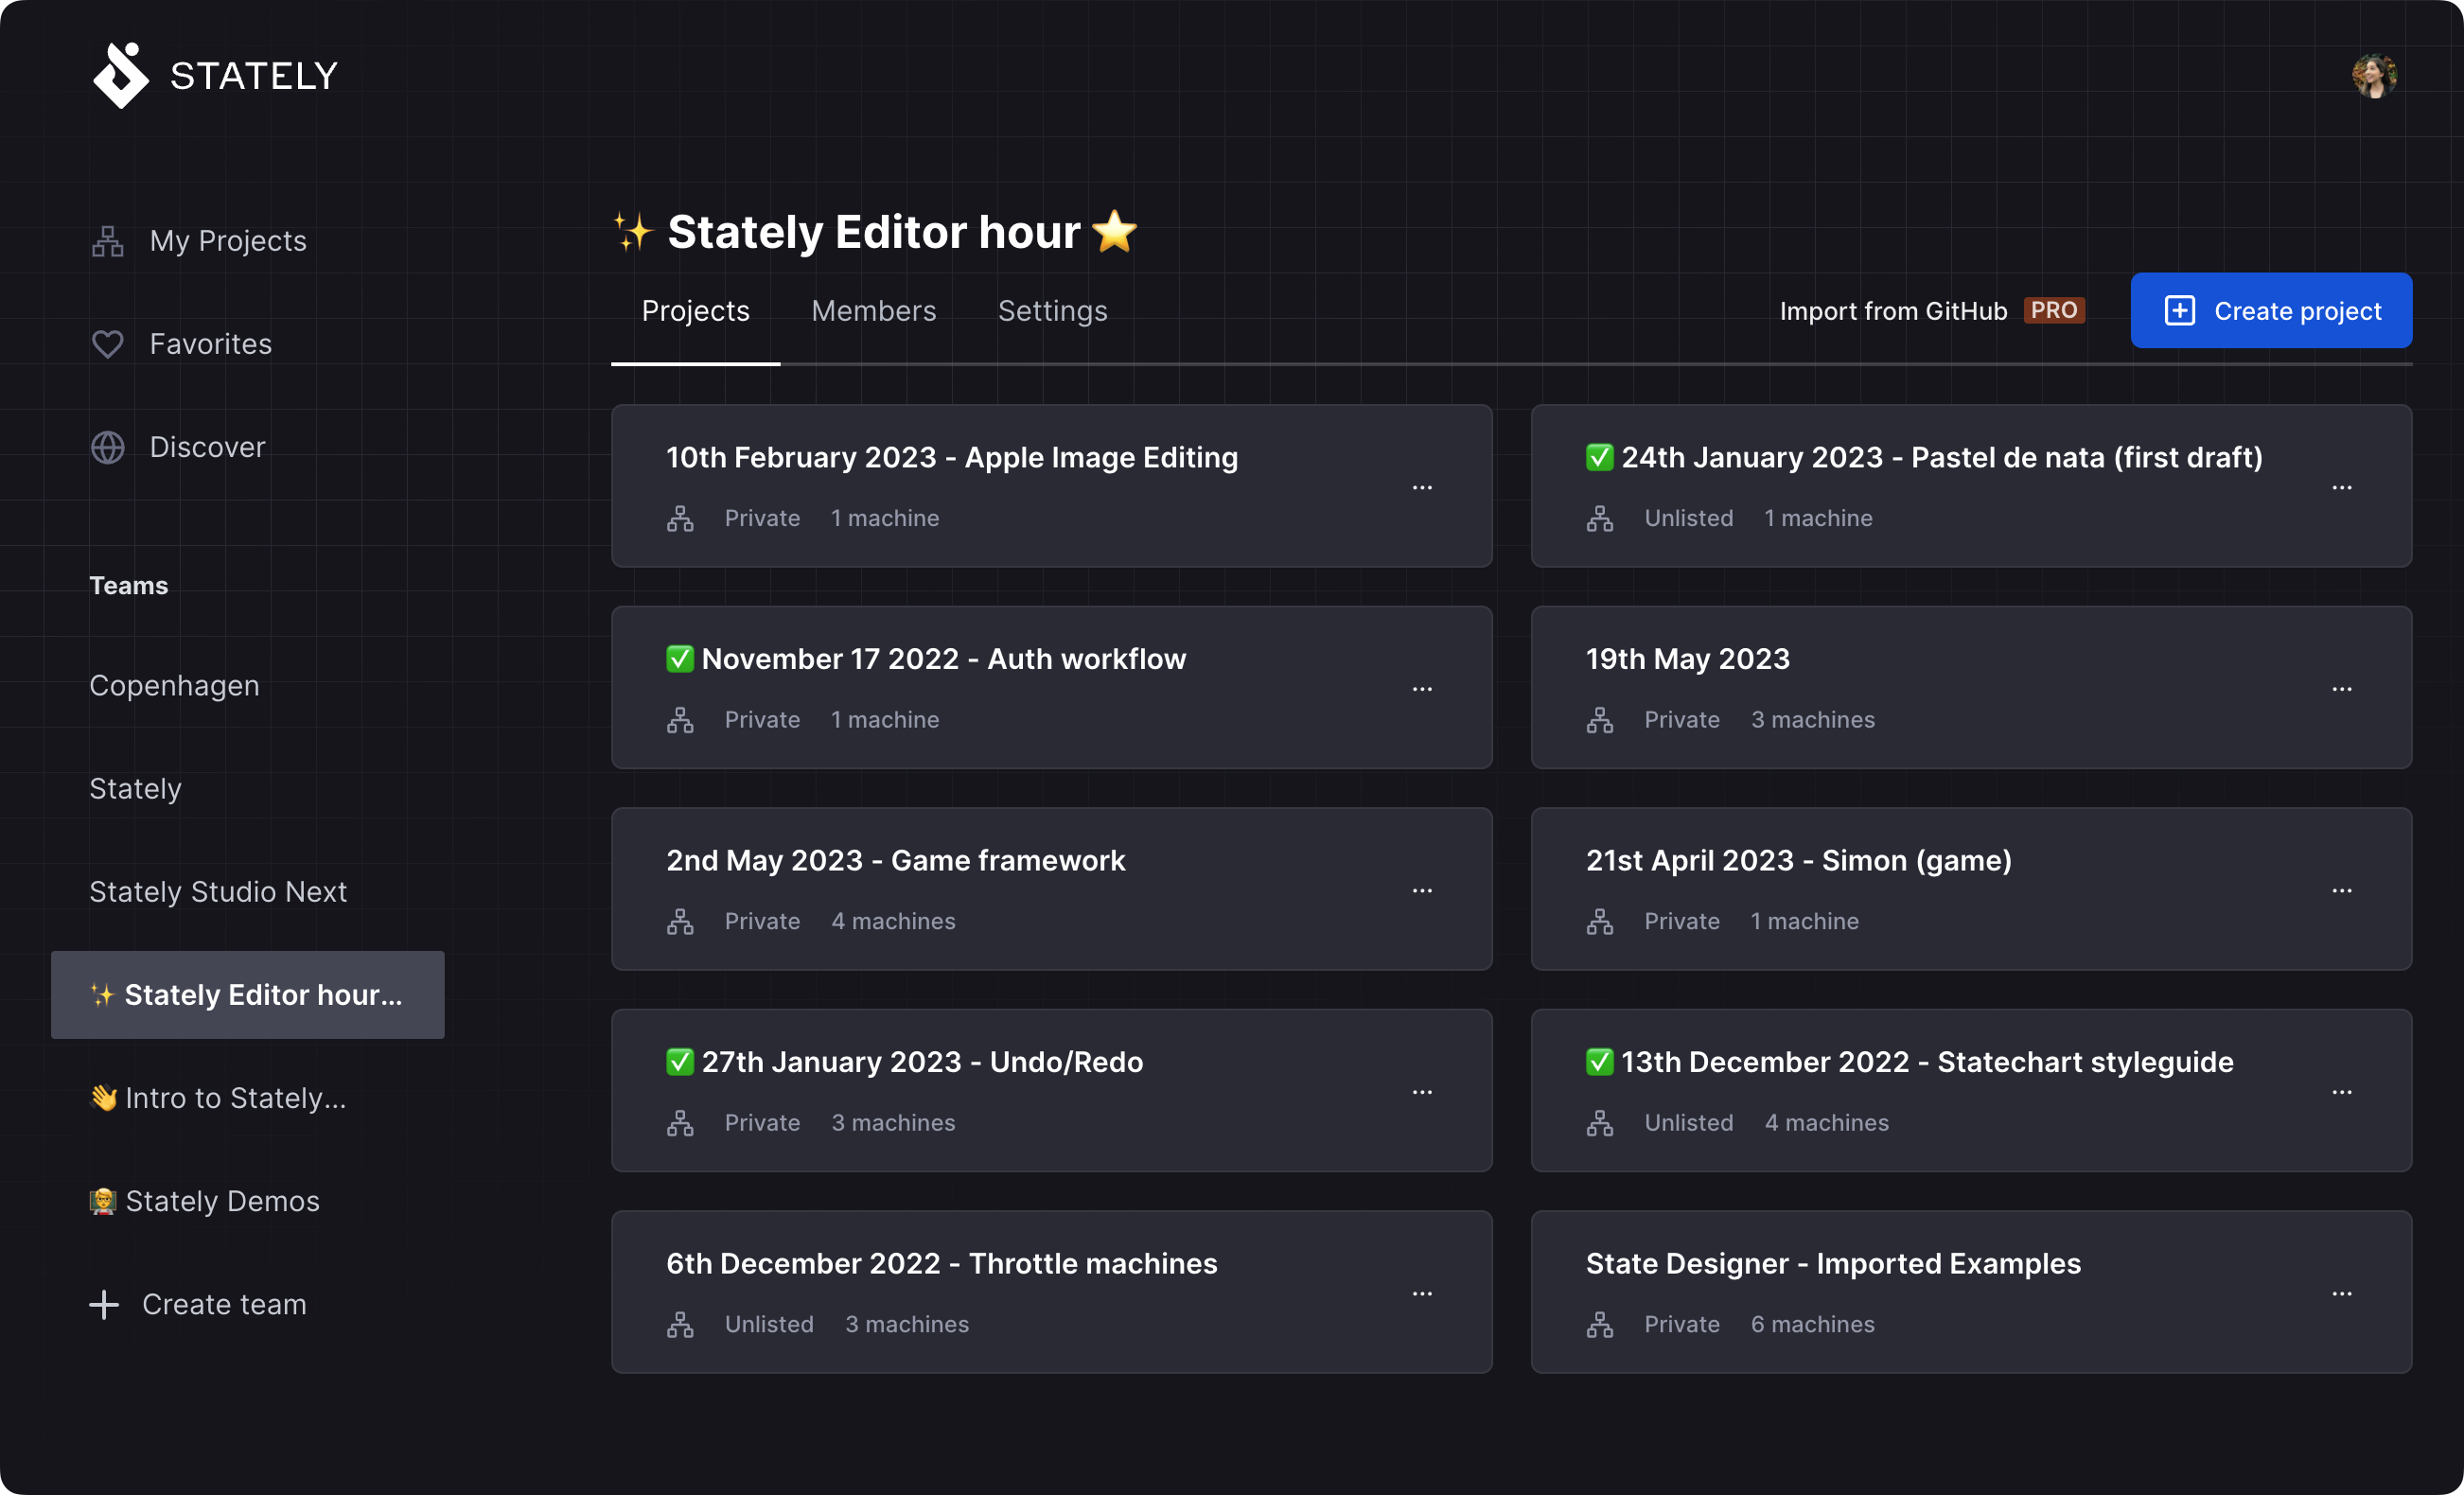 STATELY
My Projects
Favorites
Discover
Teams
Copenhagen
Stately
Stately Studio Next
✨ Stately Editor hour...
👋 Intro to Stately...
👨‍🏫 Stately Demos
Create team
✨ Stately Editor hour ⭐
Projects Members Settings
Import from GitHub PRO
Create project
10th February 2023 - Apple Image Editing
Private 1 machine
✅ 24th January 2023 - Pastel de nata (first draft)
Unlisted 1 machine
✅ November 17 2022 - Auth workflow
Private 1 machine
19th May 2023
Private 3 machines
2nd May 2023 - Game framework
Private 4 machines
21st April 2023 - Simon (game)
Private 1 machine
✅ 27th January 2023 - Undo/Redo
Private 3 machines
✅ 13th December 2022 - Statechart styleguide
Unlisted 4 machines
6th December 2022 - Throttle machines
Unlisted 3 machines
State Designer - Imported Examples
Private 6 machines